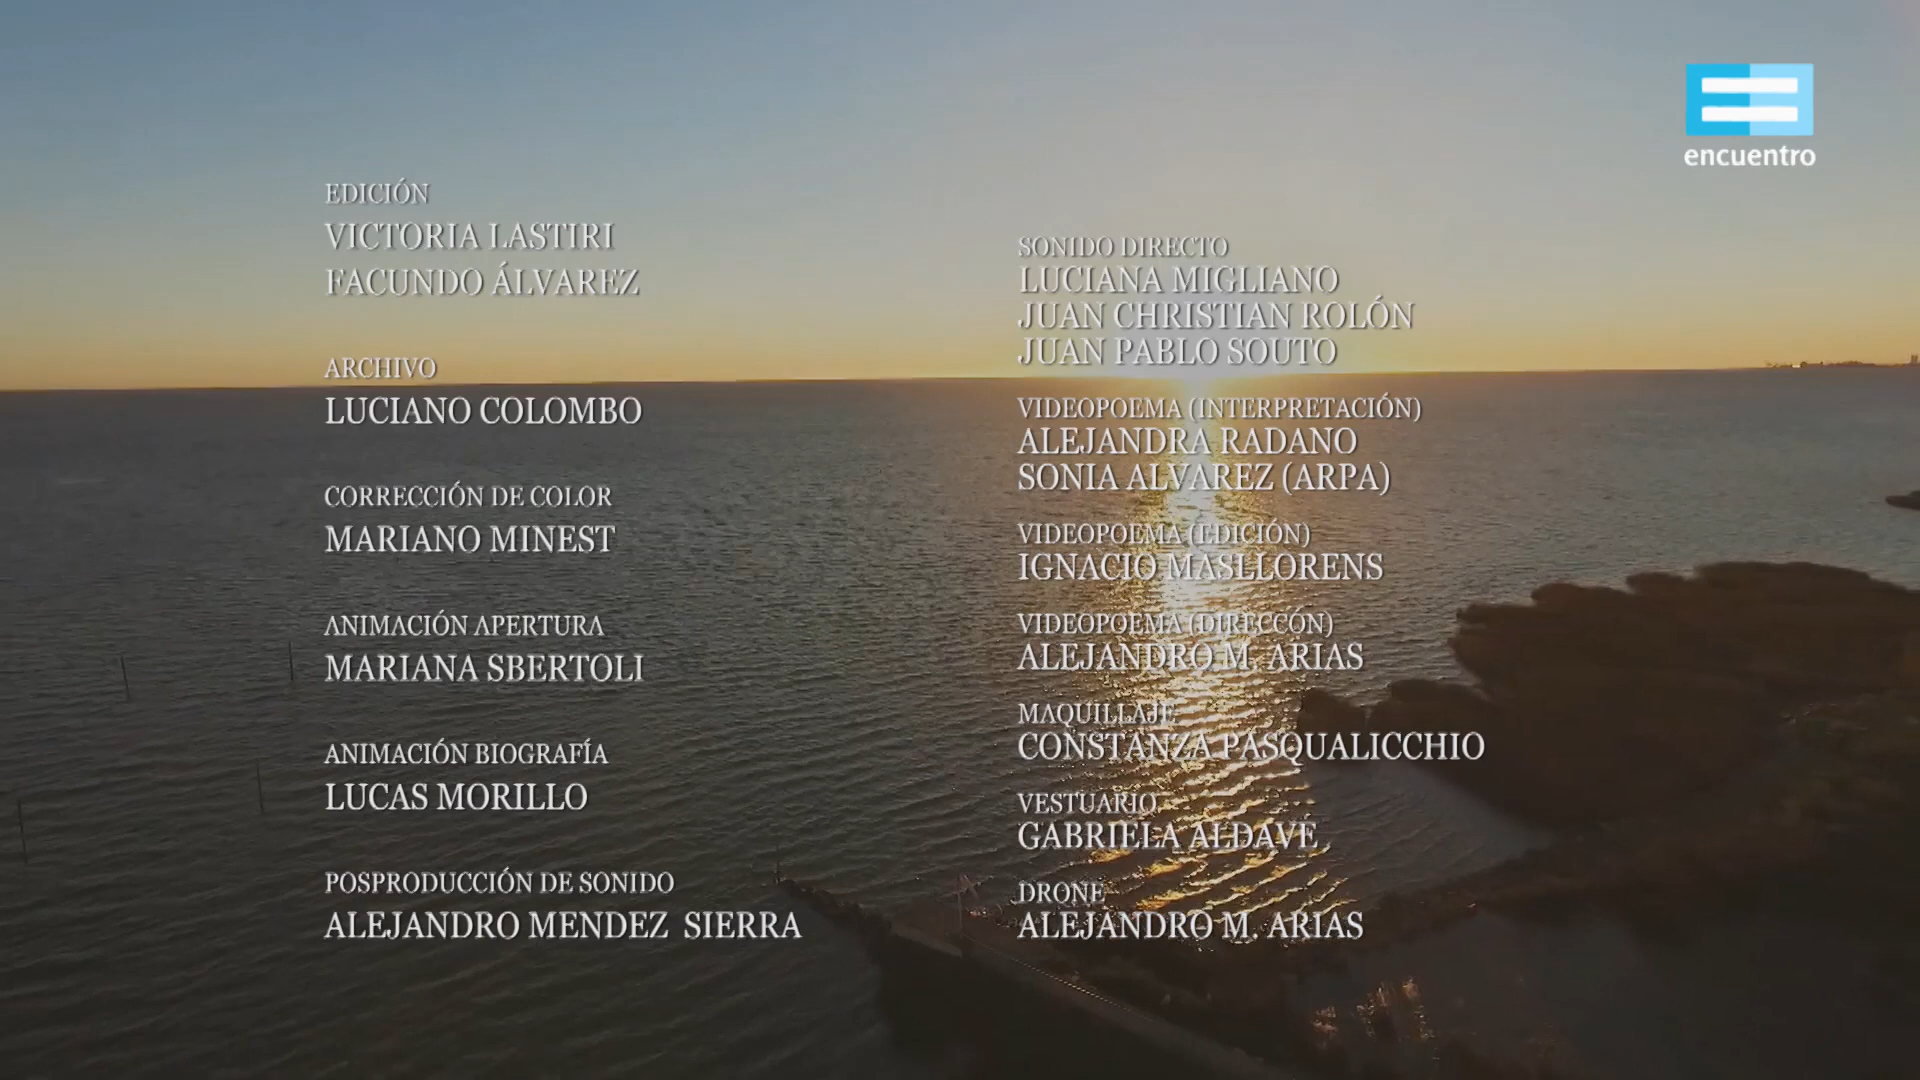 encuentro
EDICIÓN
VICTORIA LASTIRI
FACUNDO ÁLVAREZ
ARCHIVO
LUCIANO COLOMBO
CORRECCIÓN DE COLOR
MARIANO MINEST
ANIMACIÓN APERTURA
MARIANA SBERTOLI
ANIMACIÓN BIOGRAFÍA
LUCAS MORILLO
POSPRODUCCIÓN DE SONIDO
ALEJANDRO MENDEZ SIERRA
SONIDO DIRECTO
LUCIANA MIGLIANO
JUAN CHRISTIAN ROLÓN
JUAN PABLO SOUTO
VIDEOPOEMA (INTERPRETACIÓN)
ALEJANDRA RADANO
SONIA ALVAREZ (ARPA)
VIDEOPOEMA (EDICIÓN)
IGNACIO MASLLORENS
VIDEOPOEMA (DIRECCÓN)
ALEJANDRO M. ARIAS
MAQUILLAJE
CONSTANZA PASQUALICCHIO
VESTUARIO
GABRIELA ALDAVÉ
DRONE
ALEJANDRO M. ARIAS